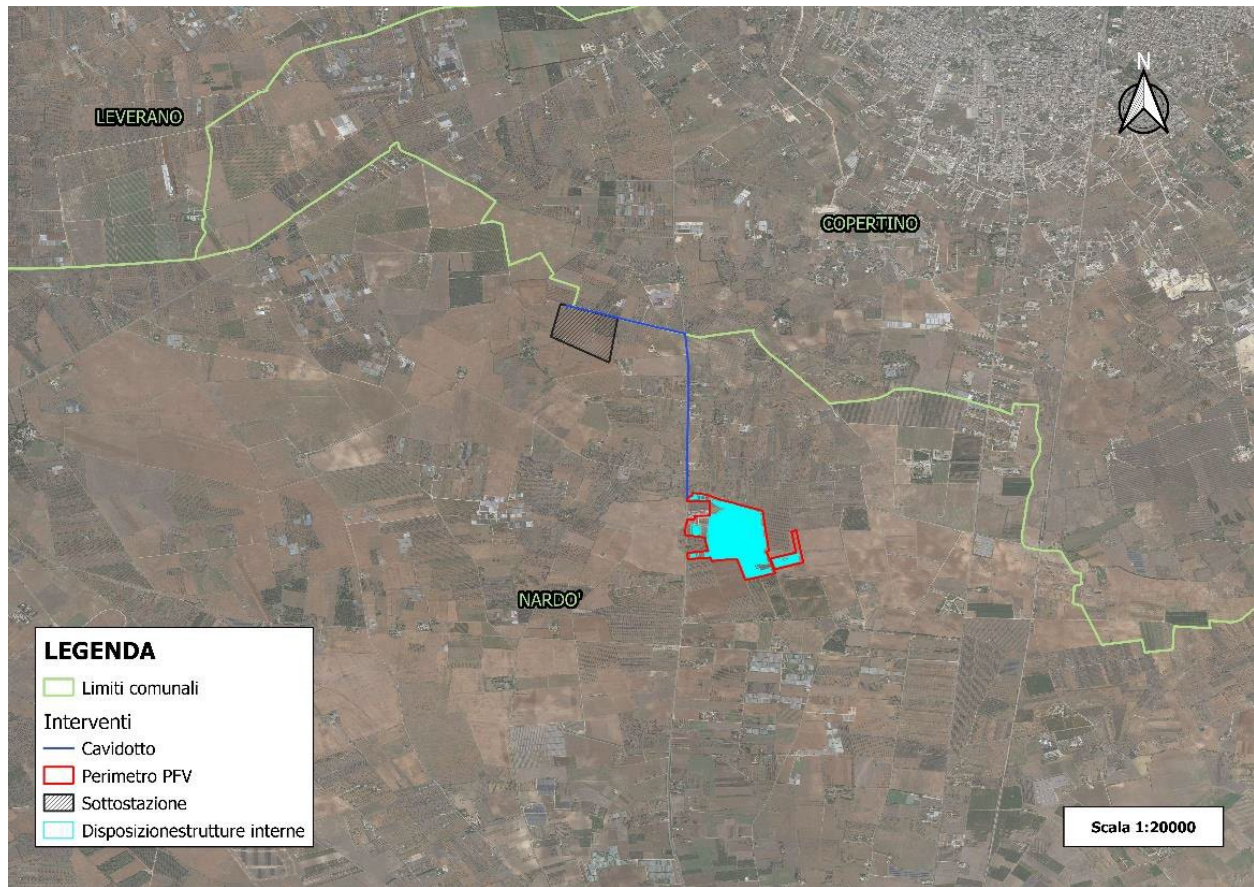 N
LEVERANO
COPERTINO
NARDO'
LEGENDA
Limiti comunali
Interventi
Cavidotto
Perimetro PFV
Sottostazione
Disposizionestrutture interne
Scala 1:20000